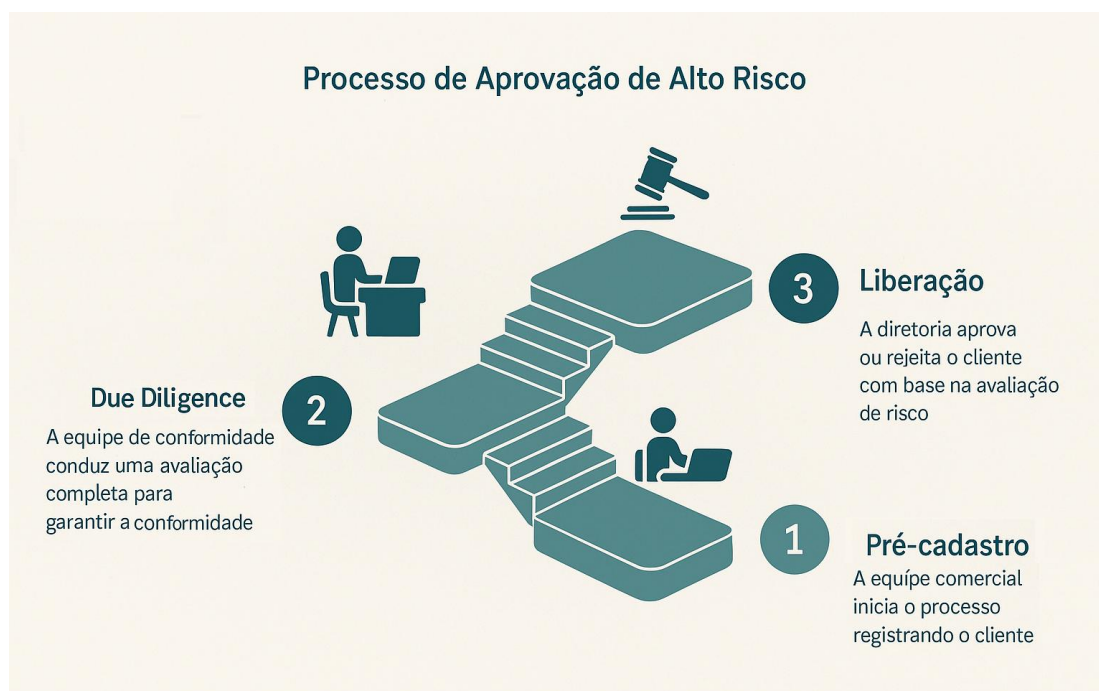 Processo de Aprovação de Alto Risco
3
Liberação
A diretoria aprova
ou rejeita o cliente
com base na avaliação
de risco
Due Diligence
2
A equipe de conformidade
conduz uma avaliação
completa para
garantir a conformidade
1
Pré-cadastro
A equípe comercial
inicia o processo
registrando o cliente